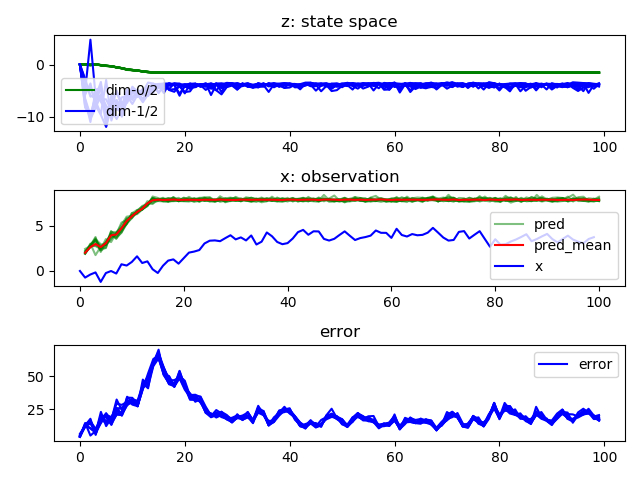 z: state space
0
−10
dim-0/2
dim-1/2
0 20 40 60 80 100
x: observation
5
0
pred
pred_mean
x
0 20 40 60 80 100
error
50
25
error
0 20 40 60 80 100